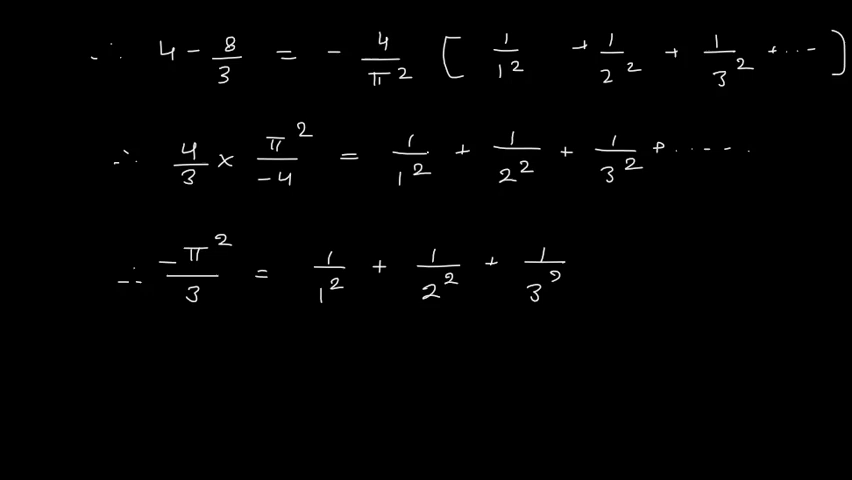 ∴ 4 - 8/3 = - 4/π² [ 1/1² + 1/2² + 1/3² + ... ]
∴ 4/3 × π²/-4 = 1/1² + 1/2² + 1/3² + .....
∴ -π²/3 = 1/1² + 1/2² + 1/3²